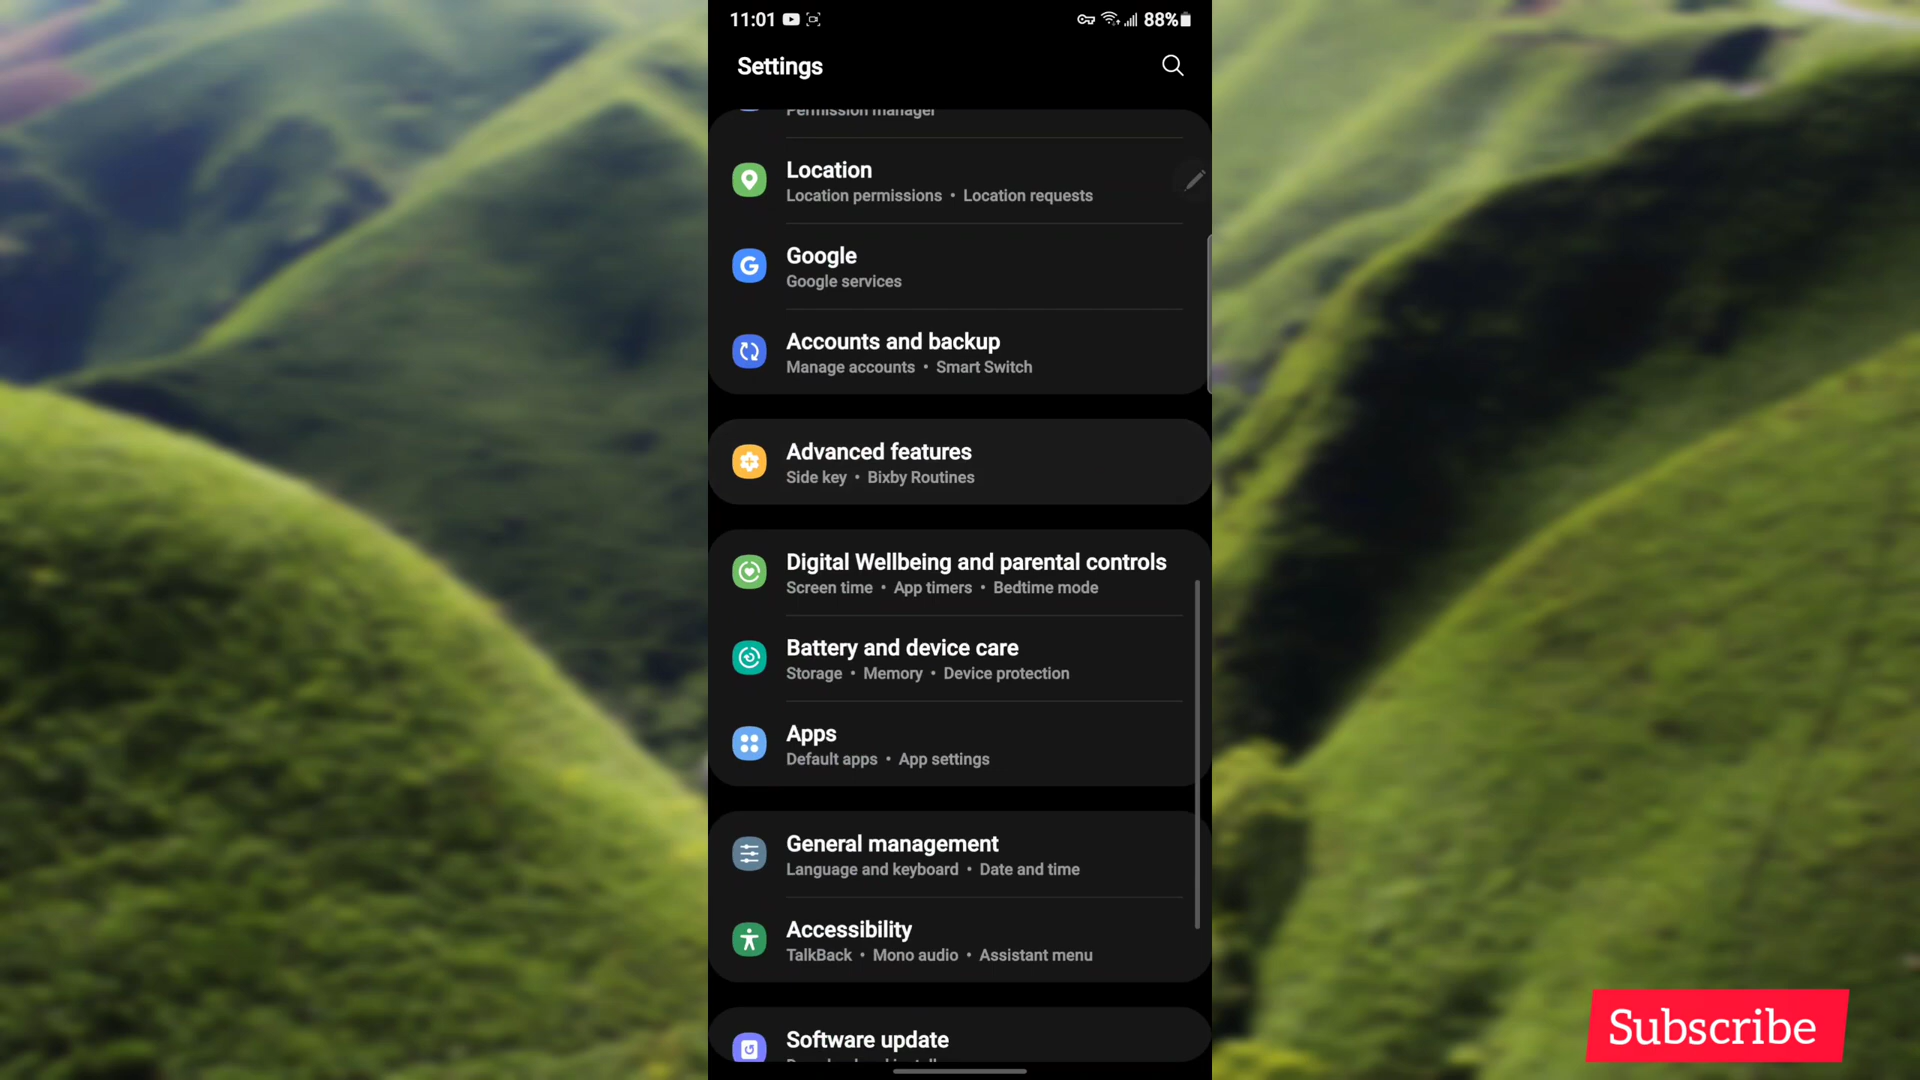 11:01 88%
Settings
Permission manager
Location
Location permissions • Location requests
Google
Google services
Accounts and backup
Manage accounts • Smart Switch
Advanced features
Side key • Bixby Routines
Digital Wellbeing and parental controls
Screen time • App timers • Bedtime mode
Battery and device care
Storage • Memory • Device protection
Apps
Default apps • App settings
General management
Language and keyboard • Date and time
Accessibility
TalkBack • Mono audio • Assistant menu
Software update
Subscribe